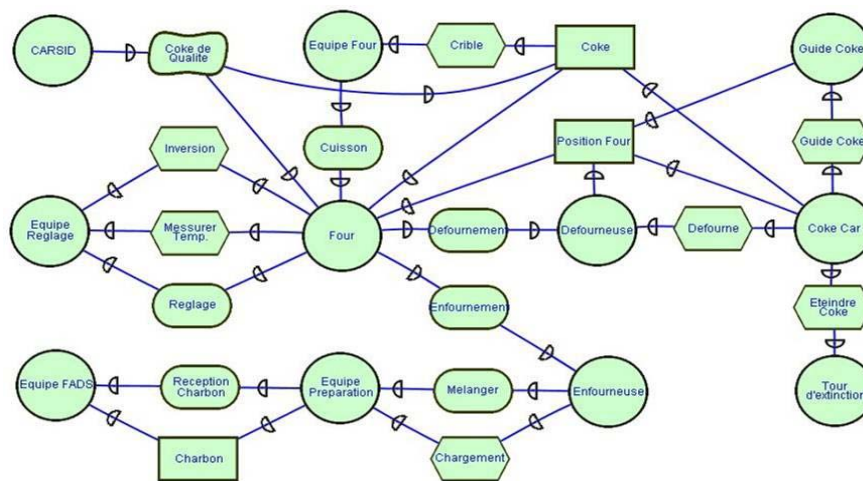 CARSID
Coke de
Qualite
Equipe Four
Crible
Coke
Guide Coke
Inversion
Cuisson
Position Four
Guide Coke
Equipe
Reglage
Messurer
Temp.
Four
Defournement
Defourneuse
Defourne
Coke Car
Reglage
Enfournement
Eteindre
Coke
Equipe FADS
Reception
Charbon
Equipe
Preparation
Melanger
Enfourneuse
Tour
d'extinction
Charbon
Chargement